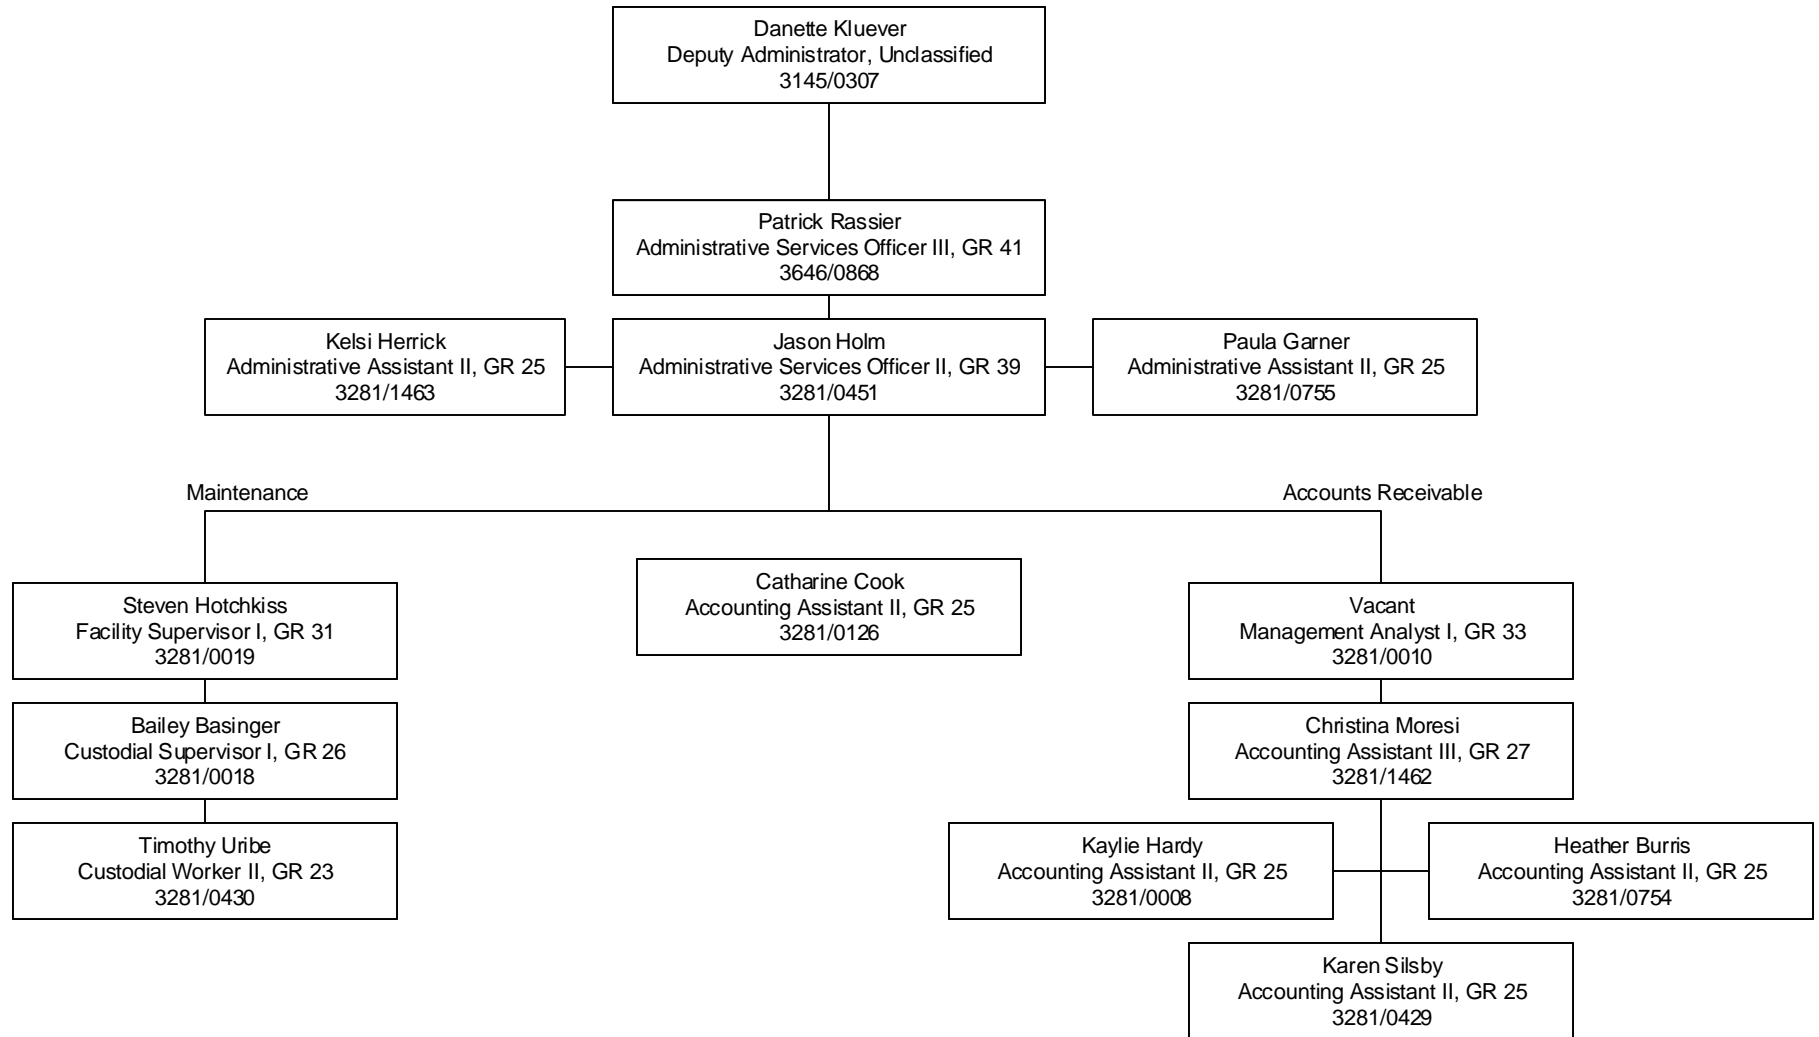 Danette Kluever
Deputy Administrator, Unclassified
3145/0307
Patrick Rassier
Administrative Services Officer III, GR 41
3646/0868
Kelsi Herrick
Administrative Assistant II, GR 25
3281/1463
Jason Holm
Administrative Services Officer II, GR 39
3281/0451
Paula Garner
Administrative Assistant II, GR 25
3281/0755
Maintenance
Accounts Receivable
Steven Hotchkiss
Facility Supervisor I, GR 31
3281/0019
Catharine Cook
Accounting Assistant II, GR 25
3281/0126
Vacant
Management Analyst I, GR 33
3281/0010
Bailey Basinger
Custodial Supervisor I, GR 26
3281/0018
Christina Moresi
Accounting Assistant III, GR 27
3281/1462
Timothy Uribe
Custodial Worker II, GR 23
3281/0430
Kaylie Hardy
Accounting Assistant II, GR 25
3281/0008
Heather Burris
Accounting Assistant II, GR 25
3281/0754
Karen Silsby
Accounting Assistant II, GR 25
3281/0429